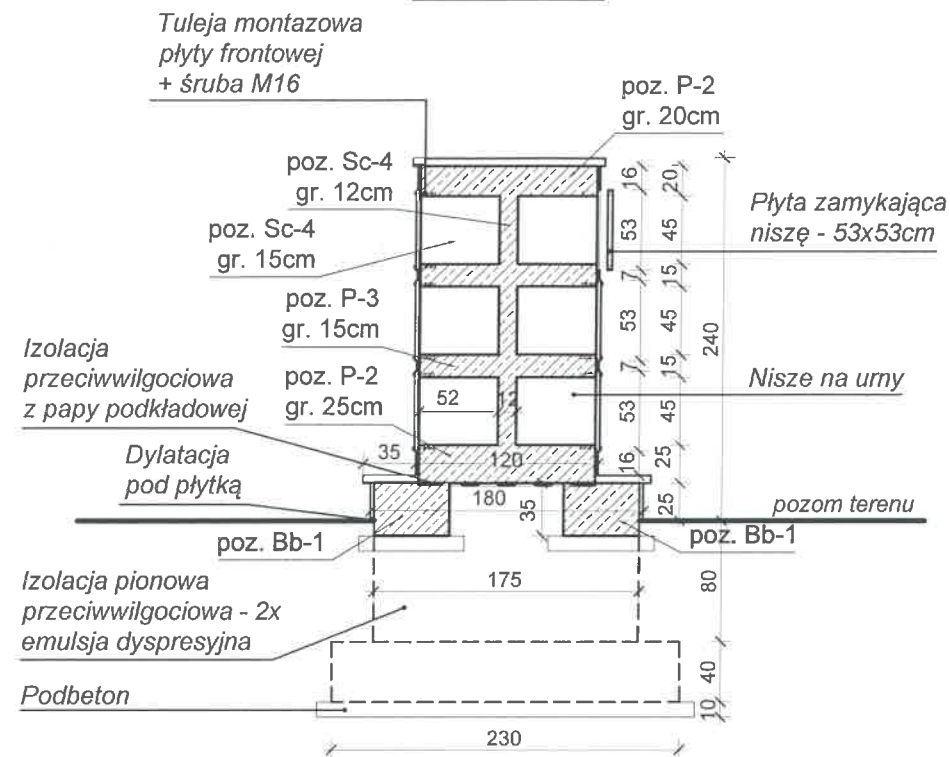 Tuleja montazowa
płyty frontowej
+ śruba M16
poz. P-2
gr. 20cm
poz. Sc-4
gr. 12cm
poz. Sc-4
gr. 15cm
Płyta zamykająca
niszę - 53x53cm
poz. P-3
gr. 15cm
Izolacja
przeciwwilgociowa
z papy podkładowej
poz. P-2
gr. 25cm
Nisze na urny
Dylatacja
pod płytką
pozom terenu
poz. Bb-1
poz. Bb-1
Izolacja pionowa
przeciwwilgociowa - 2x
emulsja dyspresyjna
Podbeton
16
53
7
53
7
53
16
20
45
15
45
15
45
25
25
240
80
40
10
52
12
35
120
180
35
175
230